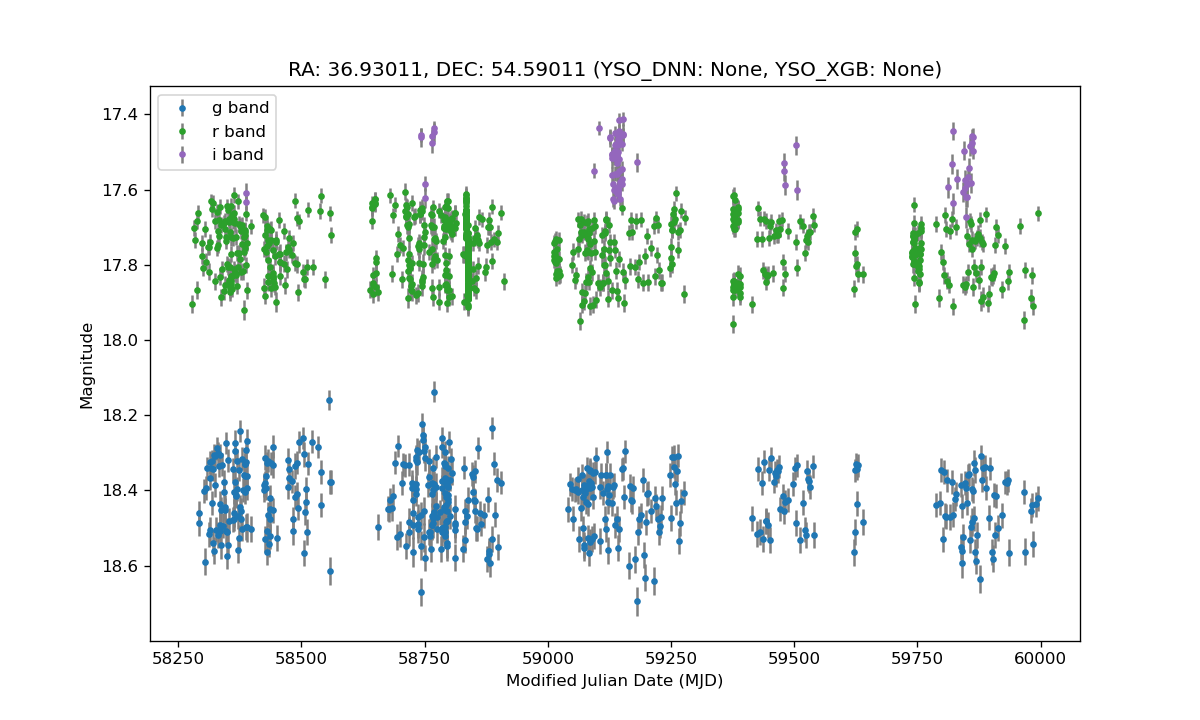 RA: 36.93011, DEC: 54.59011 (YSO_DNN: None, YSO_XGB: None)
g band
r band
i band
17.4
17.6
17.8
18.0
18.2
18.4
18.6
Magnitude
58250 58500 58750 59000 59250 59500 59750 60000
Modified Julian Date (MJD)